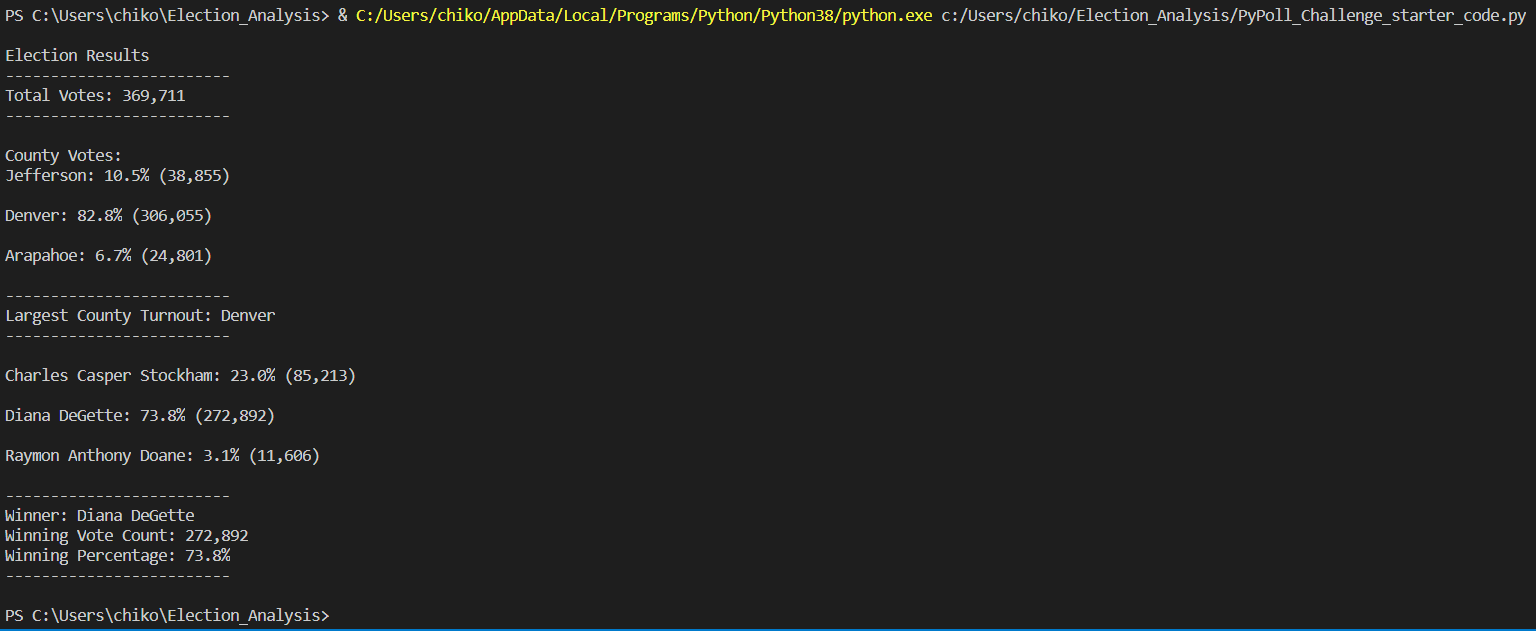 PS C:\Users\chiko\Election_Analysis> & C:/Users/chiko/AppData/Local/Programs/Python/Python38/python.exe c:/Users/chiko/Election_Analysis/PyPoll_Challenge_starter_code.py
Election Results
-------------------------
Total Votes: 369,711
-------------------------
County Votes:
Jefferson: 10.5% (38,855)
Denver: 82.8% (306,055)
Arapahoe: 6.7% (24,801)
-------------------------
Largest County Turnout: Denver
-------------------------
Charles Casper Stockham: 23.0% (85,213)
Diana DeGette: 73.8% (272,892)
Raymon Anthony Doane: 3.1% (11,606)
-------------------------
Winner: Diana DeGette
Winning Vote Count: 272,892
Winning Percentage: 73.8%
-------------------------
PS C:\Users\chiko\Election_Analysis>